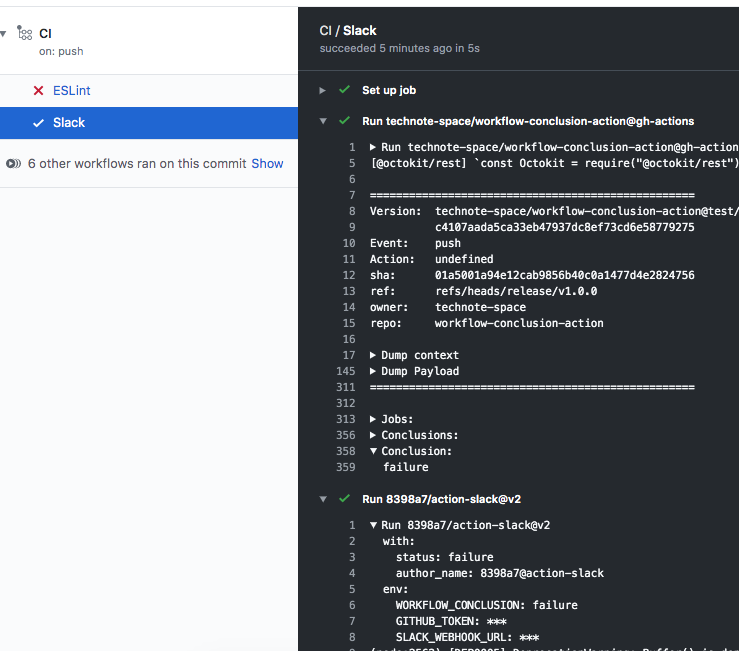 CI
on: push
ESLint
Slack
6 other workflows ran on this commit Show
CI / Slack
succeeded 5 minutes ago in 5s
Set up job
Run technote-space/workflow-conclusion-action@gh-actions
1 Run technote-space/workflow-conclusion-action@gh-action
5 [@octokit/rest] `const Octokit = require("@octokit/rest")
6
7 ==================================================
8 Version: technote-space/workflow-conclusion-action@test/
9 c4107aada5ca33eb47937dc8ef73cd6e58779275
10 Event: push
11 Action: undefined
12 sha: 01a5001a94e12cab9856b40c0a1477d4e2824756
13 ref: refs/heads/release/v1.0.0
14 owner: technote-space
15 repo: workflow-conclusion-action
16
17 Dump context
145 Dump Payload
311 ==================================================
312
313 Jobs:
356 Conclusions:
358 Conclusion:
359 failure
Run 8398a7/action-slack@v2
1 Run 8398a7/action-slack@v2
2 with:
3 status: failure
4 author_name: 8398a7@action-slack
5 env:
6 WORKFLOW_CONCLUSION: failure
7 GITHUB_TOKEN: ***
8 SLACK_WEBHOOK_URL: ***